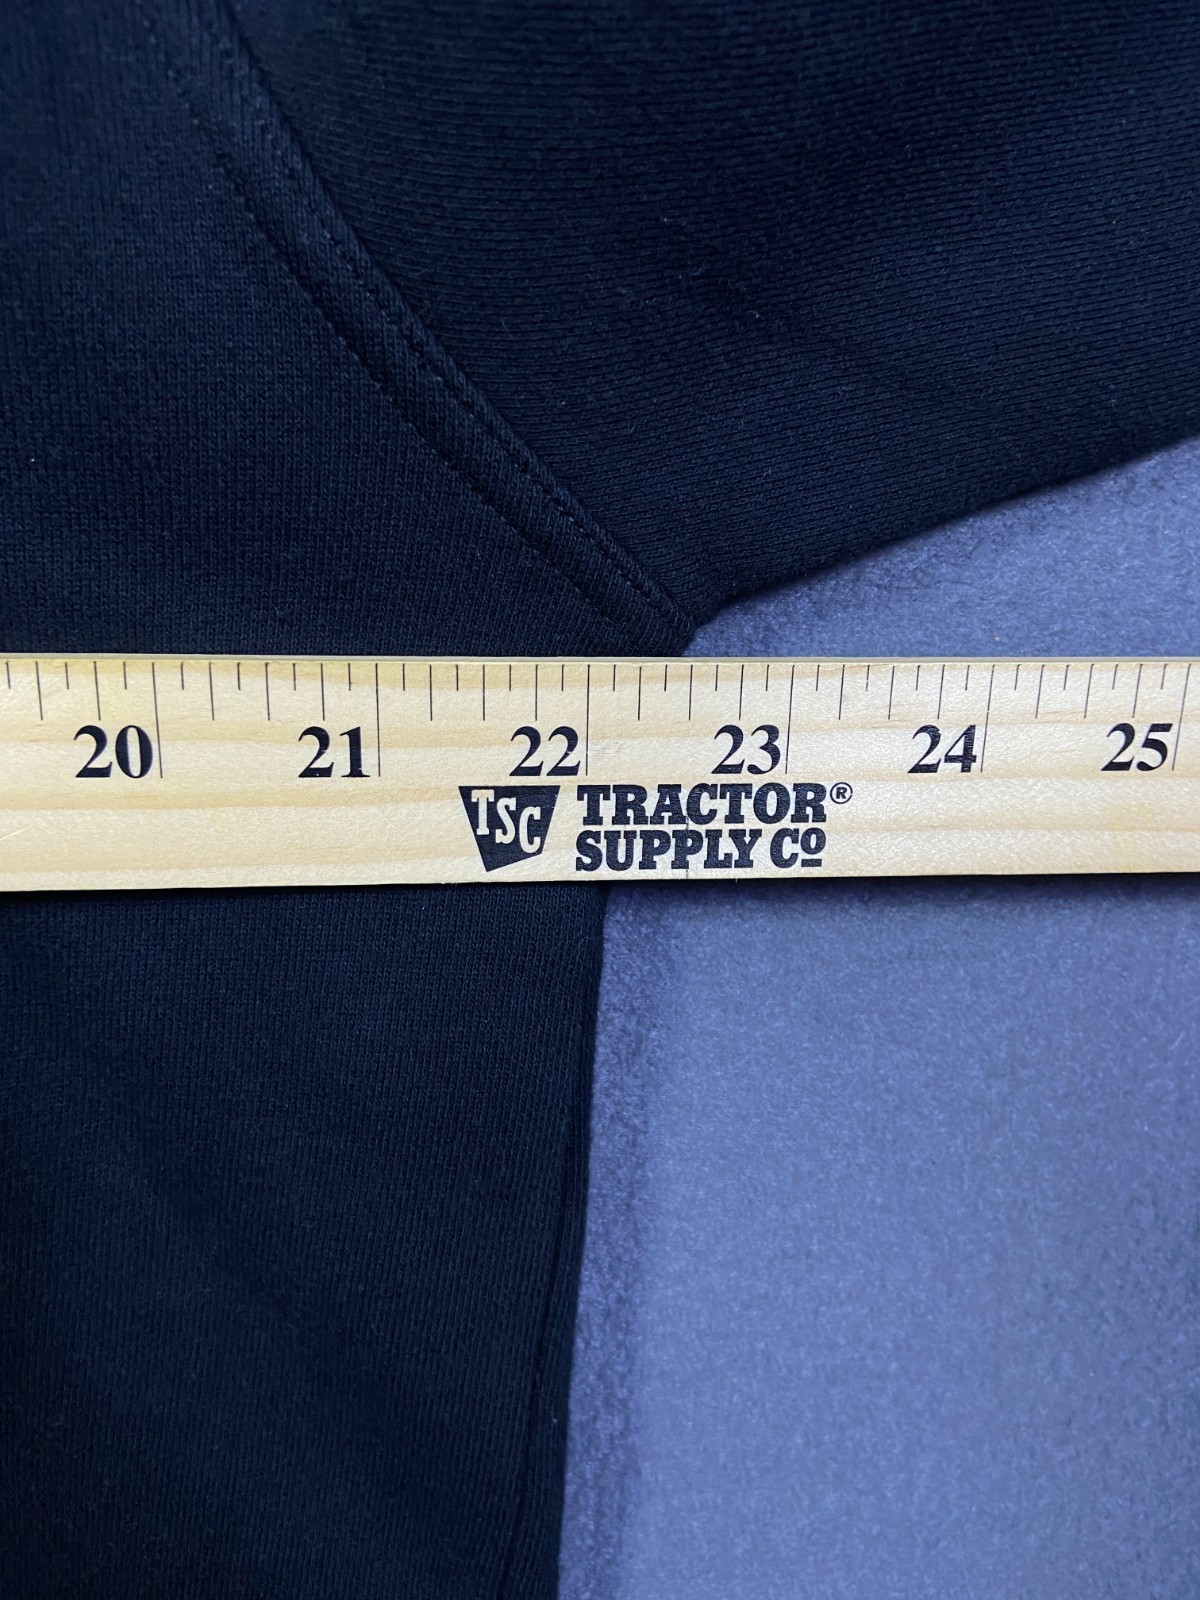 20 21 22 23 24 25
TSC TRACTOR®
SUPPLY Cº